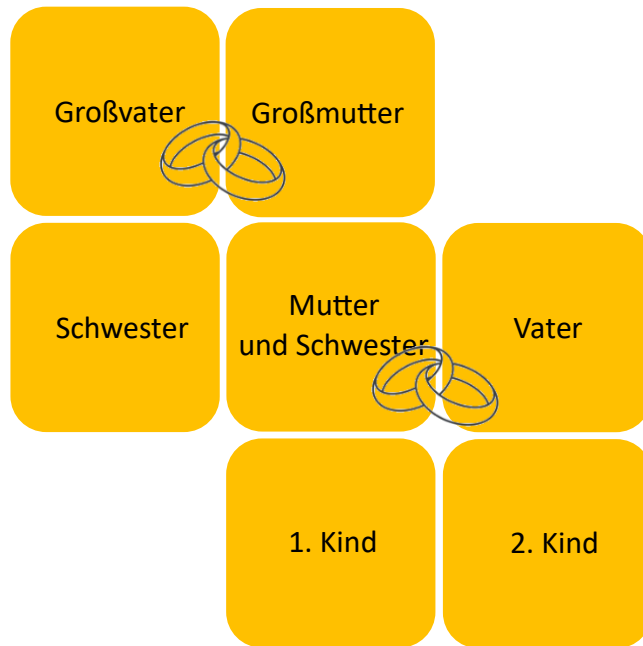 Großvater
Großmutter
Schwester
Mutter
und Schwester
Vater
1. Kind
2. Kind